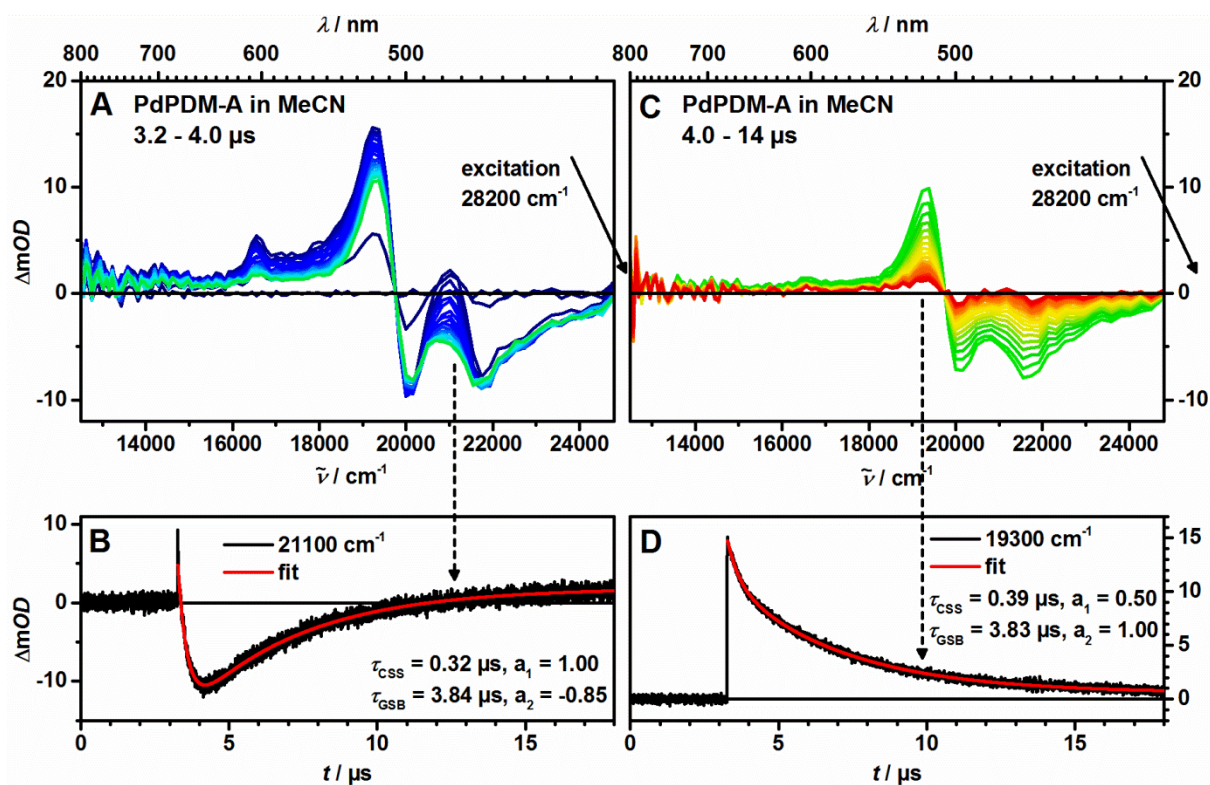 λ / nm
800 700 600 500
A
PdPDM-A in MeCN
3.2 - 4.0 µs
excitation
28200 cm⁻¹
ΔmOD
20
10
0
-10
14000 16000 18000 20000 22000 24000
ṽ / cm⁻¹
λ / nm
800 700 600 500
C
PdPDM-A in MeCN
4.0 - 14 µs
excitation
28200 cm⁻¹
20
10
0
-10
14000 16000 18000 20000 22000 24000
ṽ / cm⁻¹
B
21100 cm⁻¹
fit
τCSS = 0.32 µs, a₁ = 1.00
τGSB = 3.84 µs, a₂ = -0.85
ΔmOD
10
0
-10
0 5 10 15
t / µs
D
19300 cm⁻¹
fit
τCSS = 0.39 µs, a₁ = 0.50
τGSB = 3.83 µs, a₂ = 1.00
15
10
5
0
0 5 10 15
t / µs